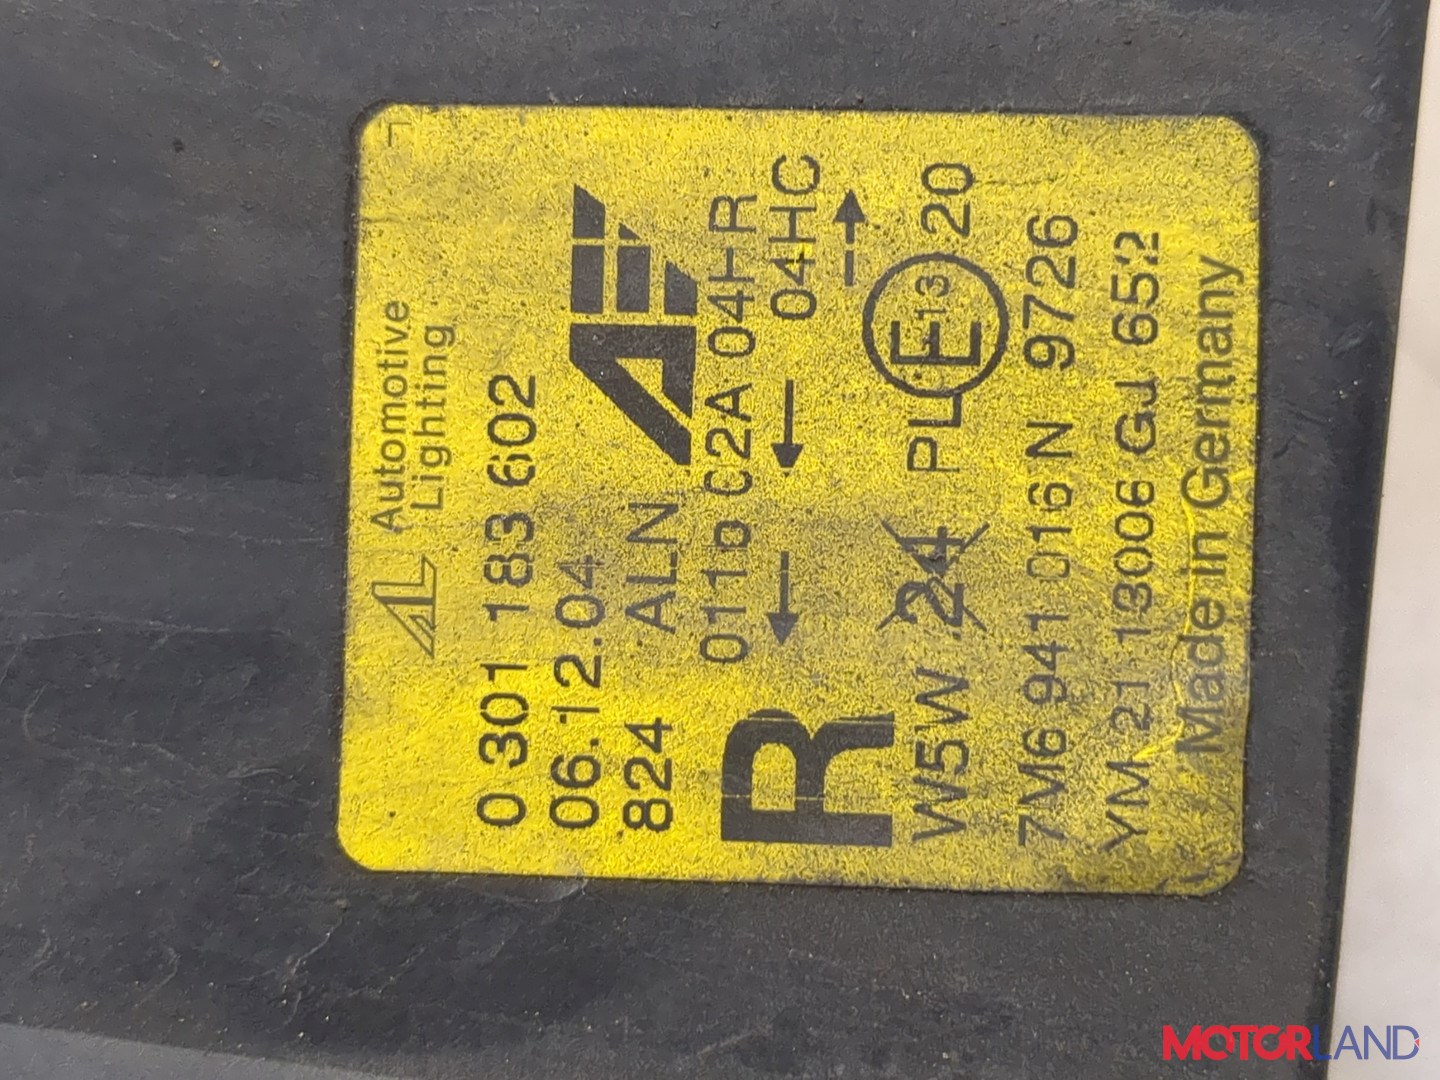 AL Automotive
Lighting
0 301 183 602
06.12.04
824 ALN
0110 C2A 04HR
04HC
← ← -→
R
W5W 24 PL E13 20
7M6 941 016 N 9726
YM 21 13006 GJ 652
Made in Germany
MOTORLAND